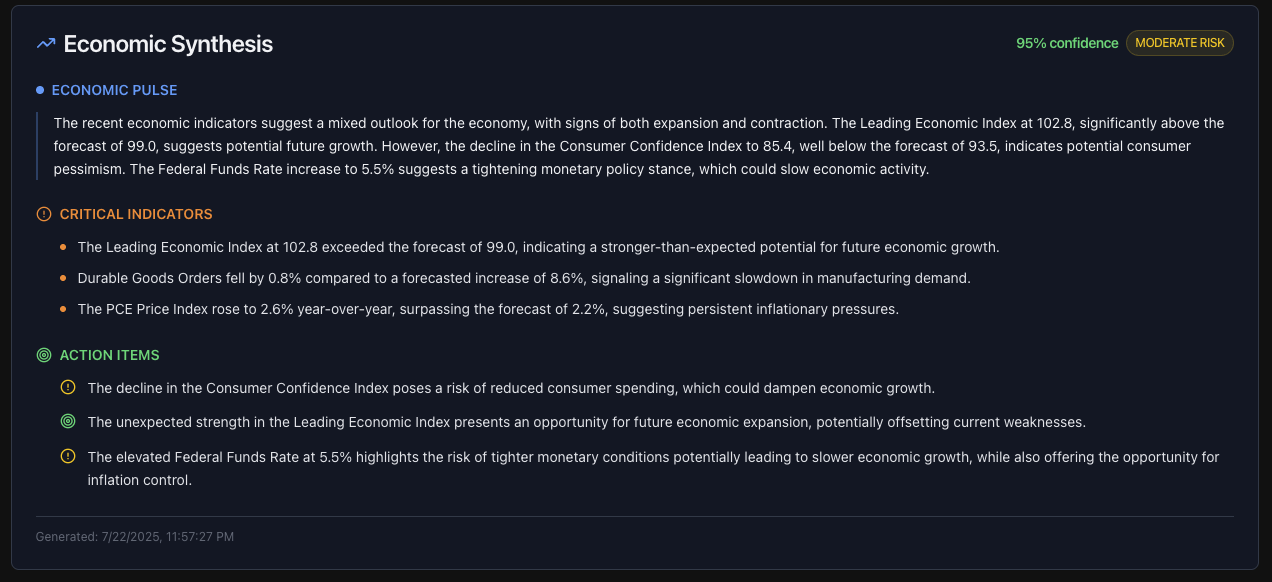 Economic Synthesis
95% confidence
MODERATE RISK
ECONOMIC PULSE
The recent economic indicators suggest a mixed outlook for the economy, with signs of both expansion and contraction. The Leading Economic Index at 102.8, significantly above the
forecast of 99.0, suggests potential future growth. However, the decline in the Consumer Confidence Index to 85.4, well below the forecast of 93.5, indicates potential consumer
pessimism. The Federal Funds Rate increase to 5.5% suggests a tightening monetary policy stance, which could slow economic activity.
CRITICAL INDICATORS
The Leading Economic Index at 102.8 exceeded the forecast of 99.0, indicating a stronger-than-expected potential for future economic growth.
Durable Goods Orders fell by 0.8% compared to a forecasted increase of 8.6%, signaling a significant slowdown in manufacturing demand.
The PCE Price Index rose to 2.6% year-over-year, surpassing the forecast of 2.2%, suggesting persistent inflationary pressures.
ACTION ITEMS
The decline in the Consumer Confidence Index poses a risk of reduced consumer spending, which could dampen economic growth.
The unexpected strength in the Leading Economic Index presents an opportunity for future economic expansion, potentially offsetting current weaknesses.
The elevated Federal Funds Rate at 5.5% highlights the risk of tighter monetary conditions potentially leading to slower economic growth, while also offering the opportunity for
inflation control.
Generated: 7/22/2025, 11:57:27 PM